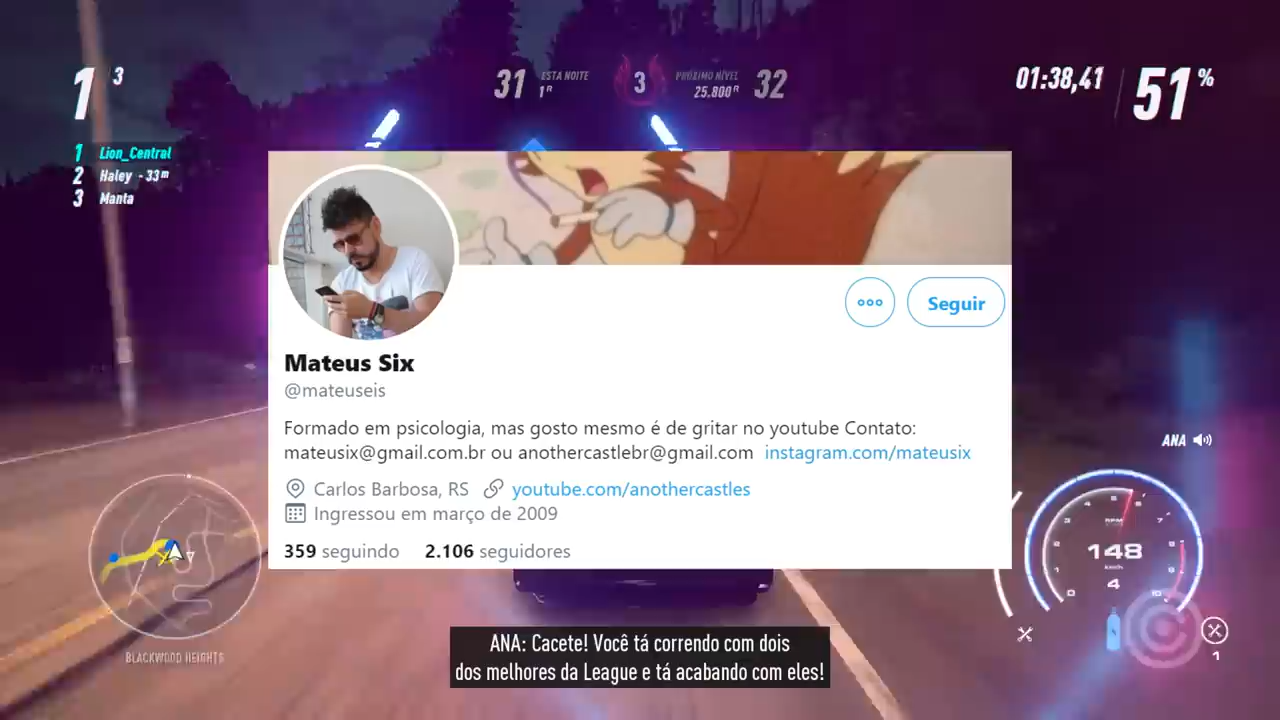 1 3
31 ESTA NOITE 1R 3 PRÓXIMO NÍVEL 25.800R 32
01:38,41 51%
1 Lion_Central
2 Haley - 33m
3 Manta
Seguir
Mateus Six
@mateuseis
Formado em psicologia, mas gosto mesmo é de gritar no youtube Contato:
mateusix@gmail.com.br ou anothercastlebr@gmail.com instagram.com/mateusix
Carlos Barbosa, RS youtube.com/anothercastles
Ingressou em março de 2009
359 seguindo 2.106 seguidores
ANA
RPM
148
km/h
4
1
BLACKWOOD HEIGHTS
ANA: Cacete! Você tá correndo com dois
dos melhores da League e tá acabando com eles!